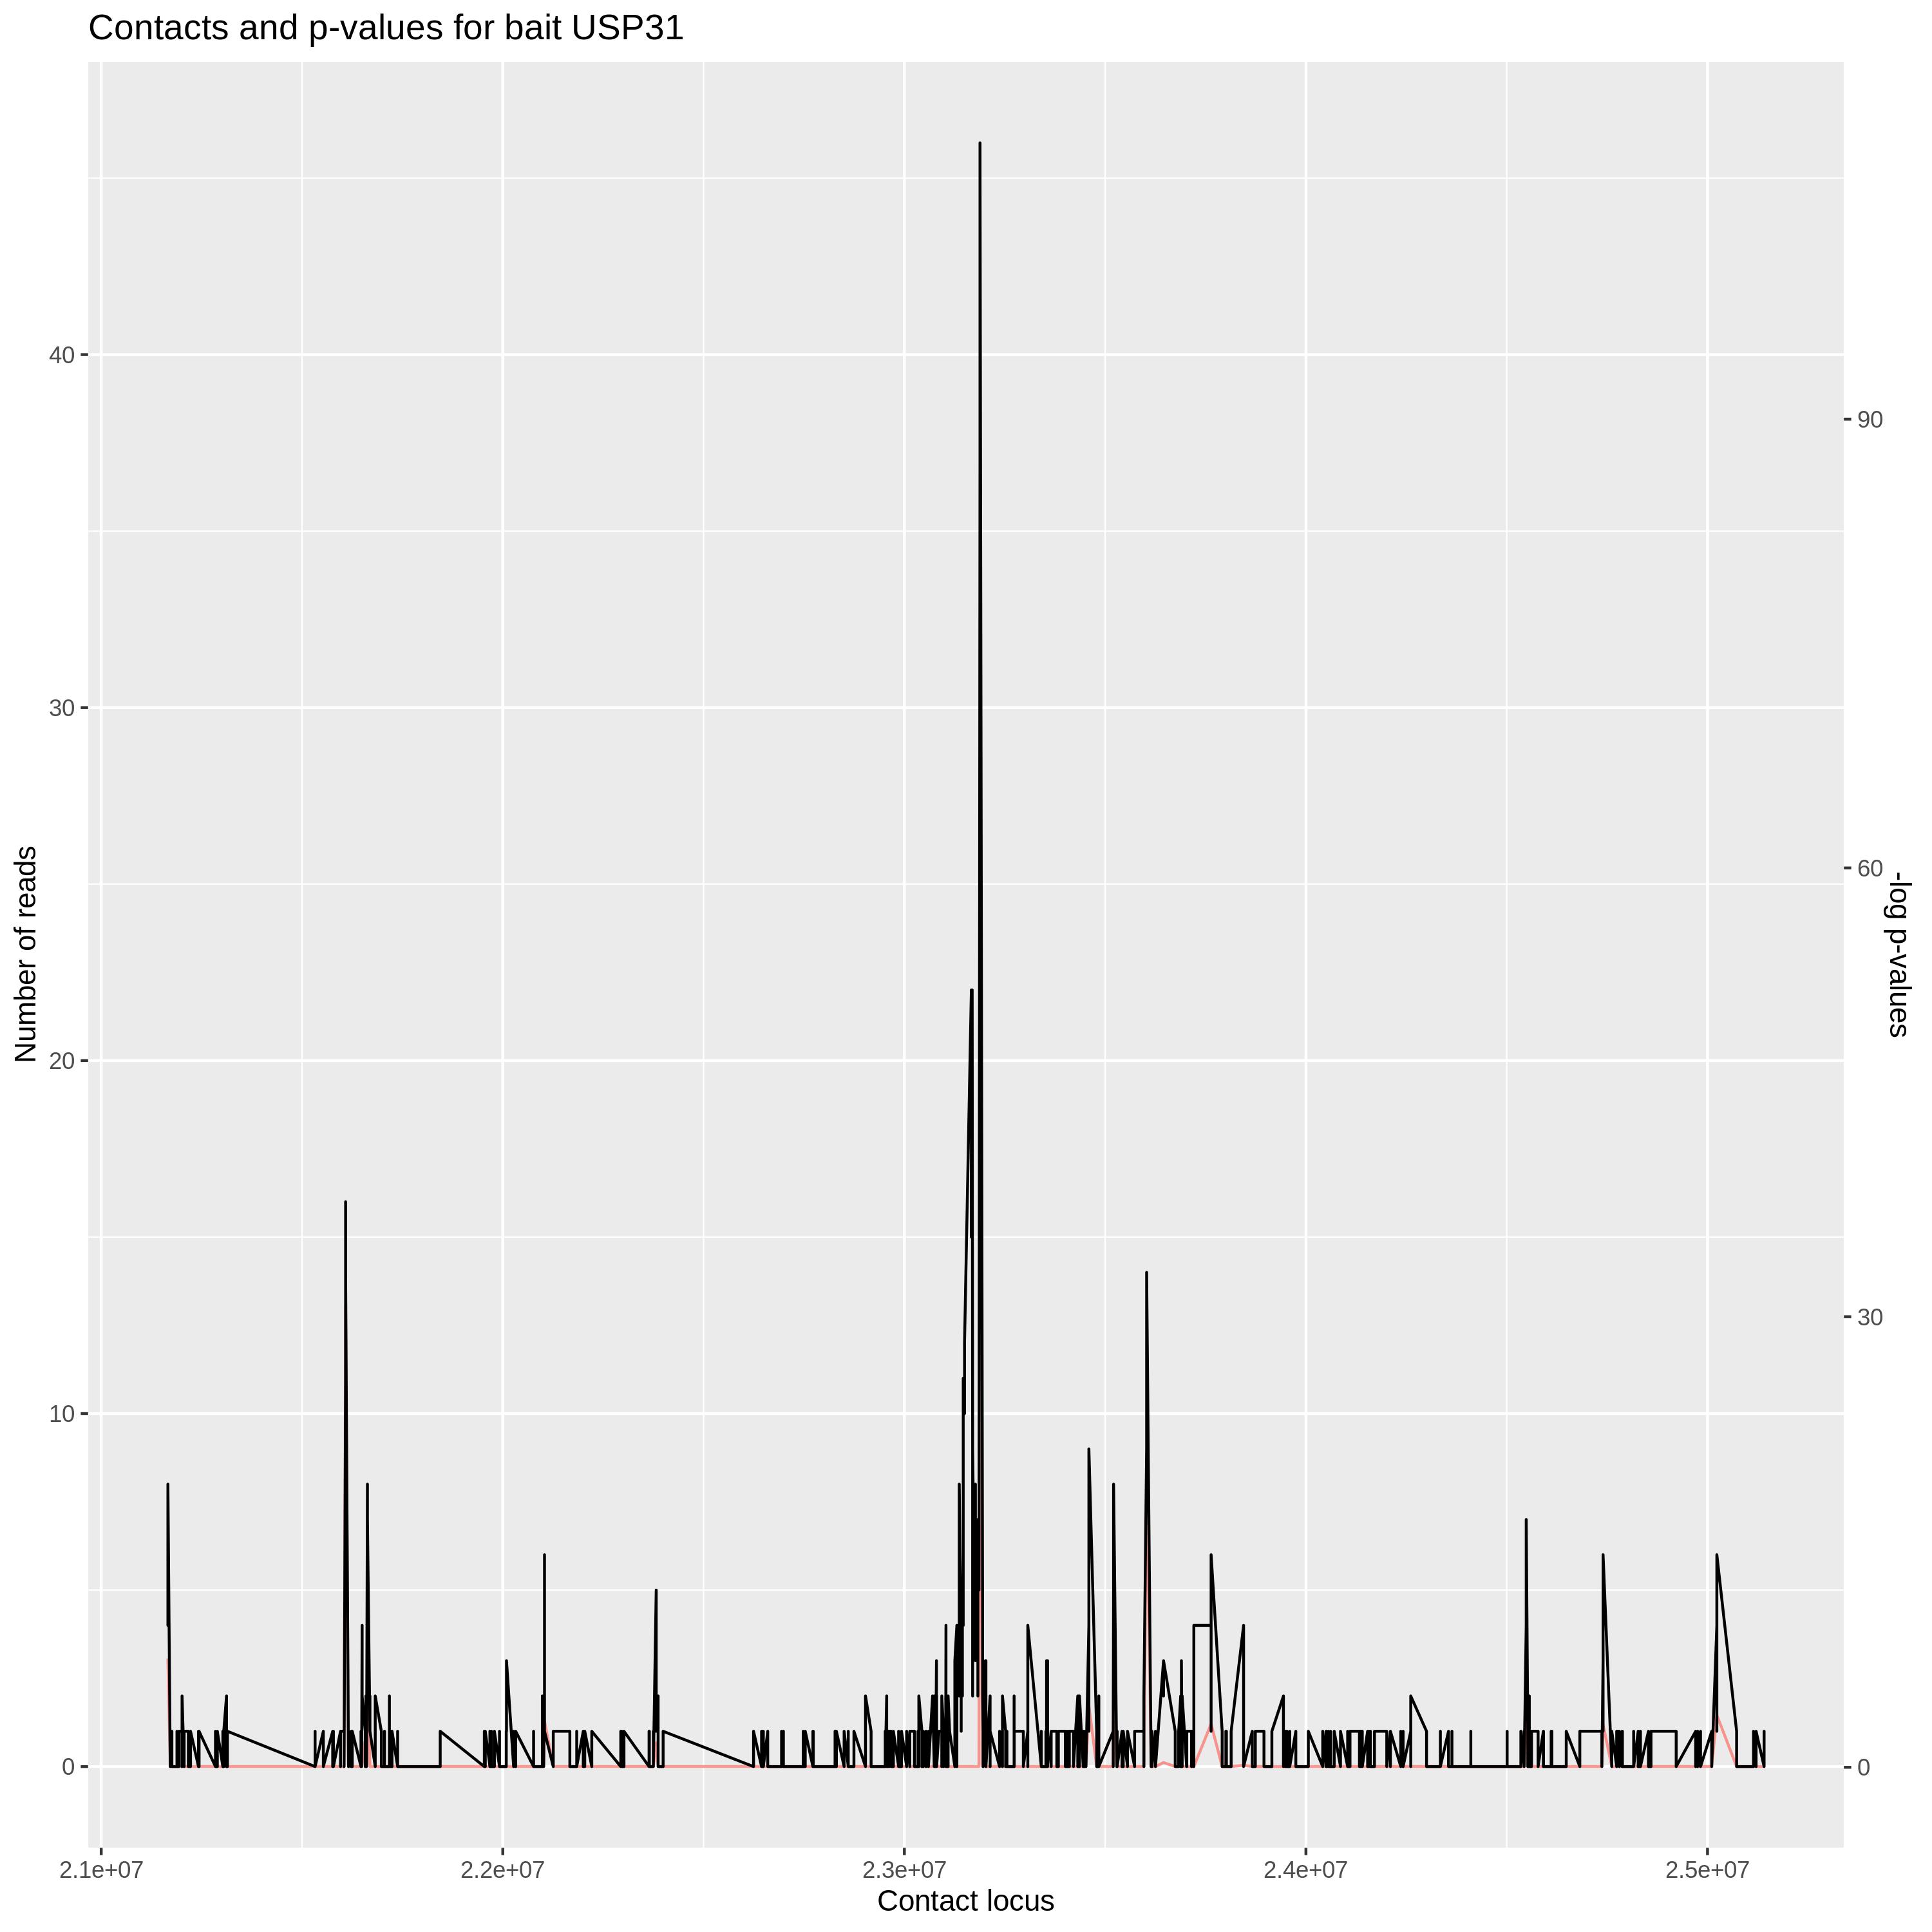 Contacts and p-values for bait USP31
40
30
20
10
0
Number of reads
90
60
30
0
-log p-values
2.1e+07
2.2e+07
2.3e+07
2.4e+07
2.5e+07
Contact locus